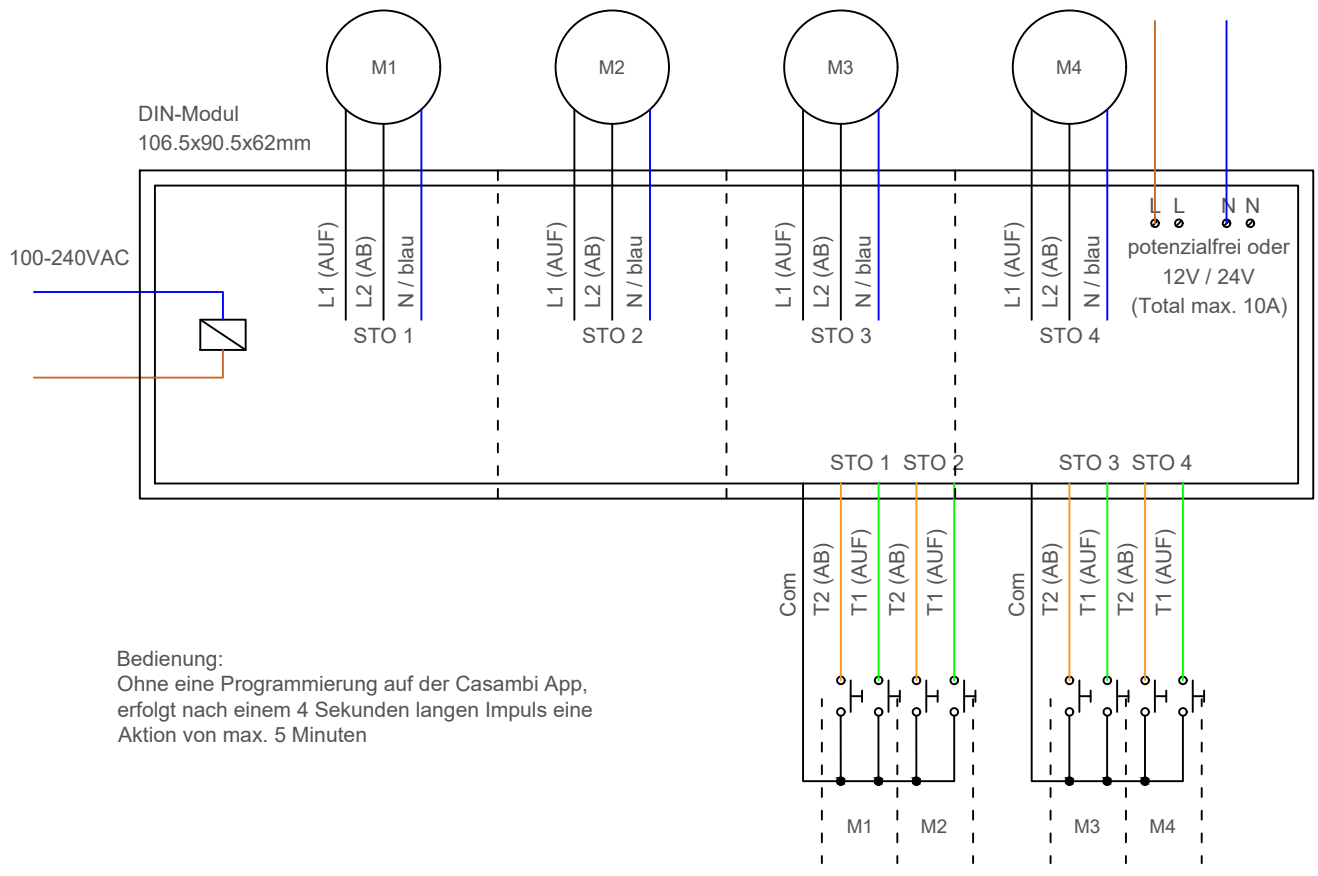 M1
M2
M3
M4
DIN-Modul
106.5x90.5x62mm
100-240VAC
L1 (AUF)
L2 (AB)
N / blau
STO 1
L1 (AUF)
L2 (AB)
N / blau
STO 2
L1 (AUF)
L2 (AB)
N / blau
STO 3
L1 (AUF)
L2 (AB)
N / blau
STO 4
L L N N
potenzialfrei oder
12V / 24V
(Total max. 10A)
STO 1 STO 2
STO 3 STO 4
Com
T2 (AB)
T1 (AUF)
T2 (AB)
T1 (AUF)
Com
T2 (AB)
T1 (AUF)
T2 (AB)
T1 (AUF)
Bedienung:
Ohne eine Programmierung auf der Casambi App,
erfolgt nach einem 4 Sekunden langen Impuls eine
Aktion von max. 5 Minuten
M1
M2
M3
M4